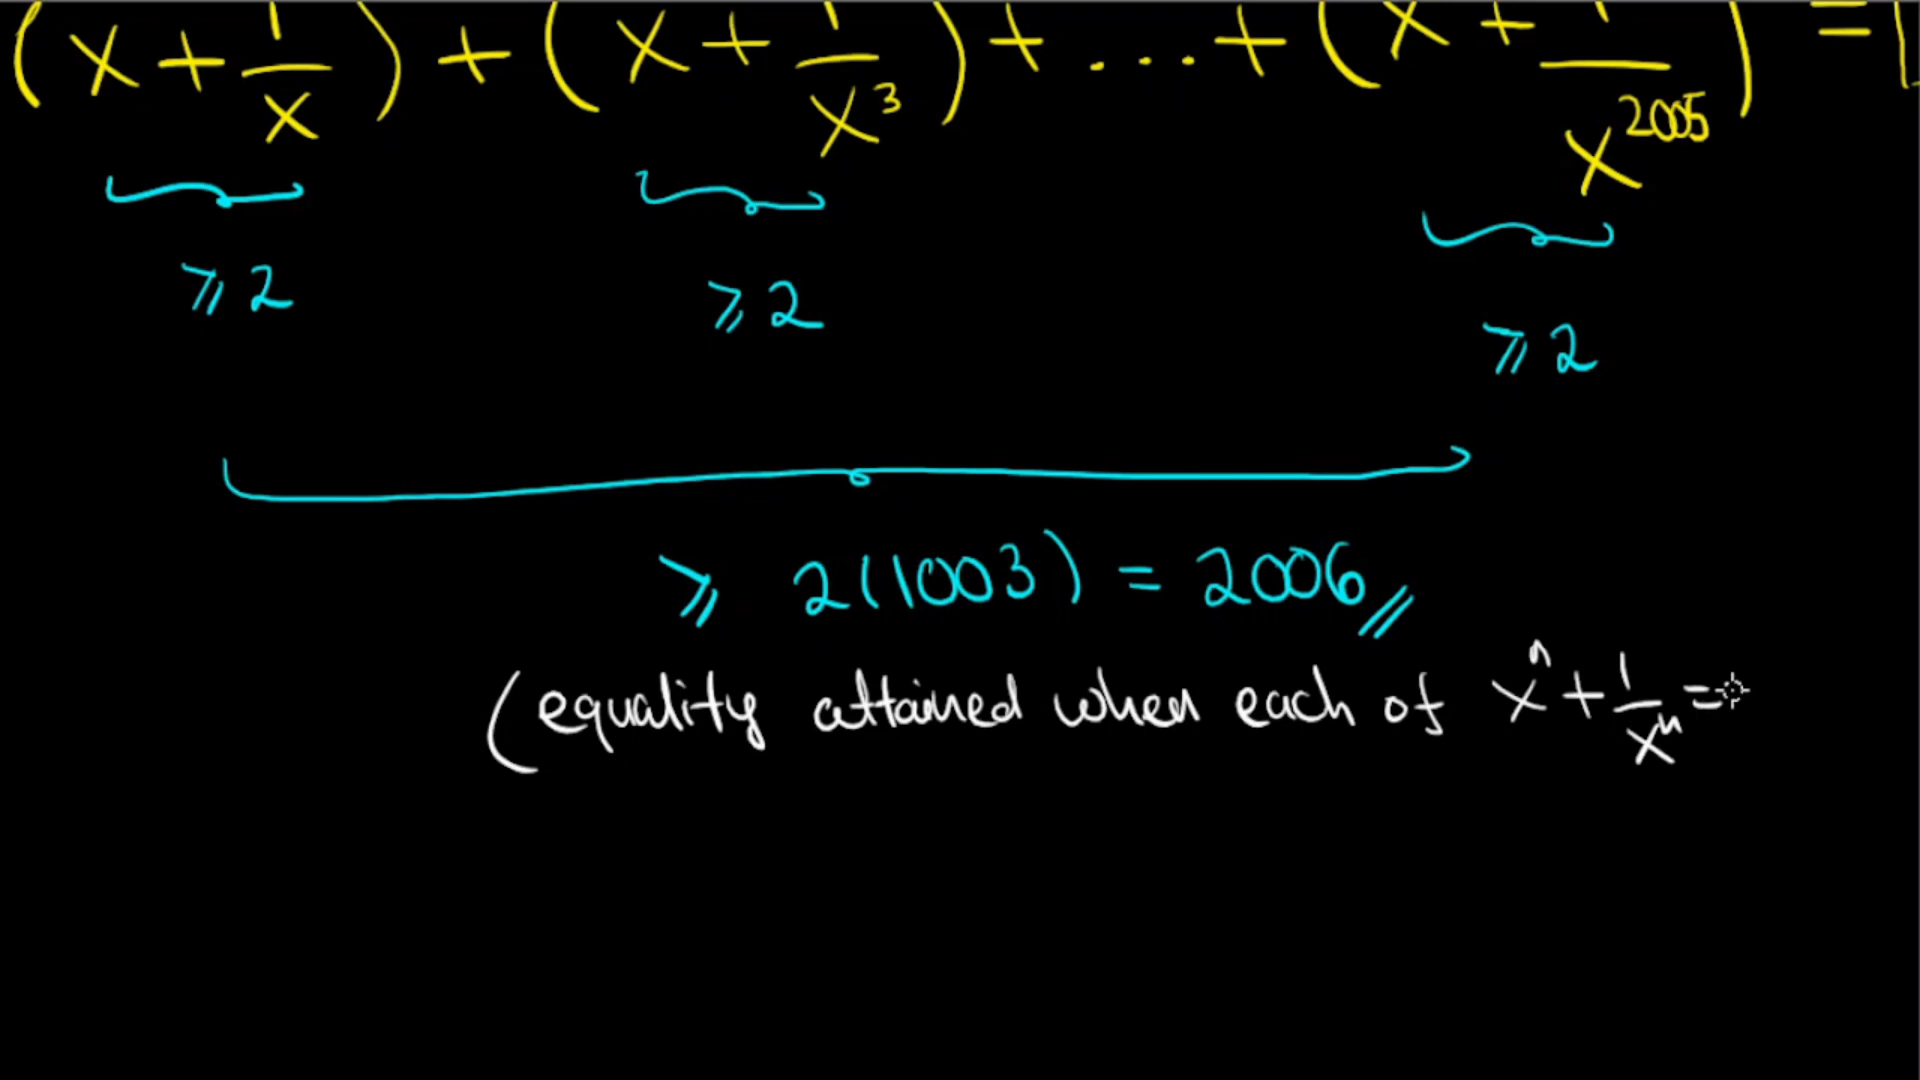 (x + 1/x) + (x + 1/x³) + ... + (x + 1/x²⁰⁰⁵) =
≥ 2 ≥ 2 ≥ 2
≥ 2(1003) = 2006
(equality attained when each of xⁿ + 1/xⁿ =